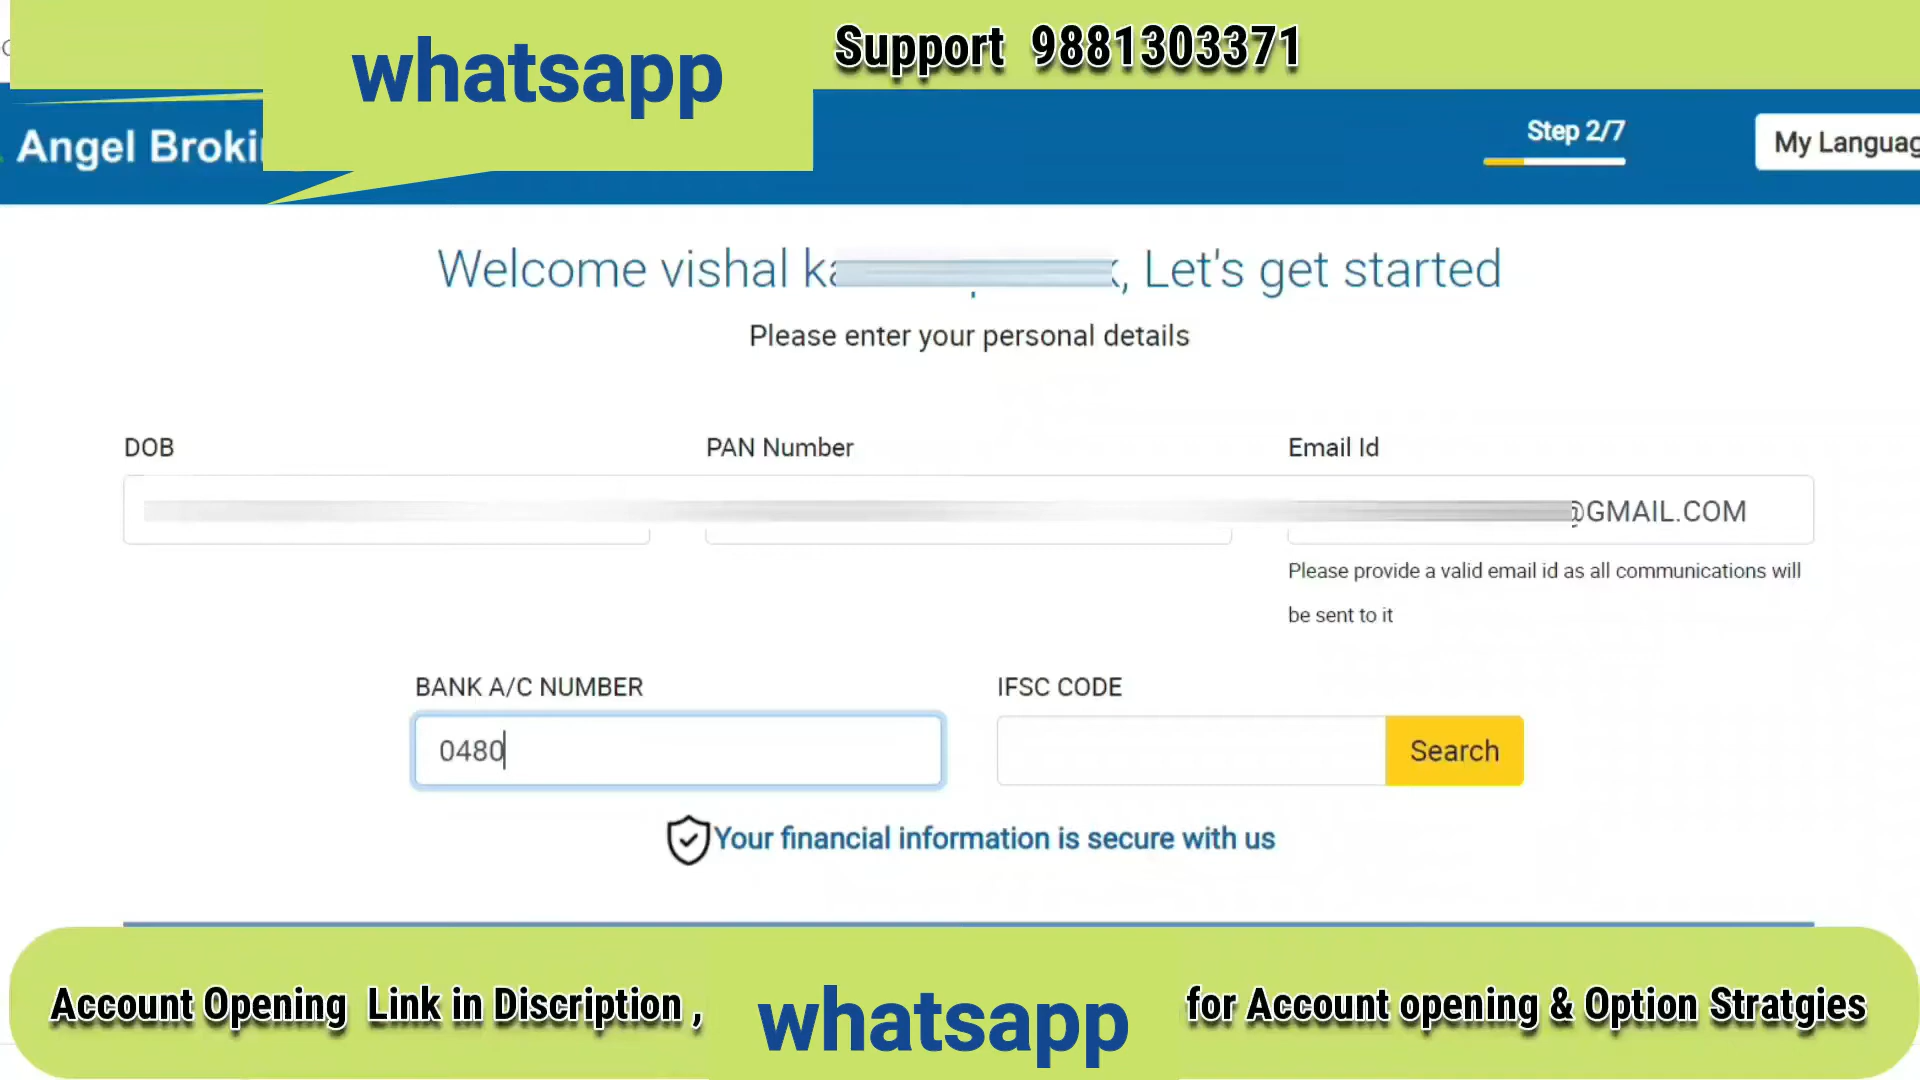 whatsapp
Support 9881303371
Angel
Step 2/7
My
Welcome vishal , Let's get started
Please enter your personal details
DOB
PAN Number
Email Id
@GMAIL.COM
Please provide a valid email id as all communications will
be sent to it
BANK A/C NUMBER
IFSC CODE
0480
Search
Your financial information is secure with us
Account Opening Link in Discription ,
whatsapp
for Account opening & Option Stratgies